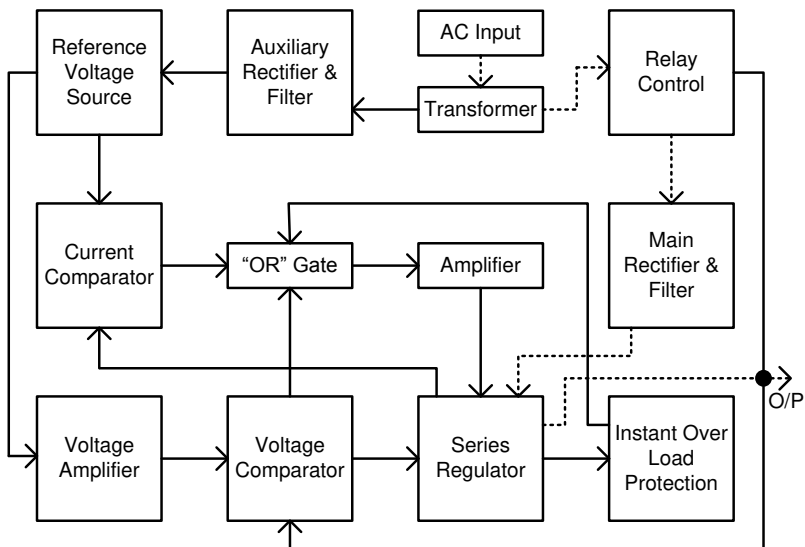 Reference
Voltage
Source
Auxiliary
Rectifier &
Filter
AC Input
Transformer
Relay
Control
Current
Comparator
“OR” Gate
Amplifier
Main
Rectifier &
Filter
O/P
Voltage
Amplifier
Voltage
Comparator
Series
Regulator
Instant Over
Load
Protection